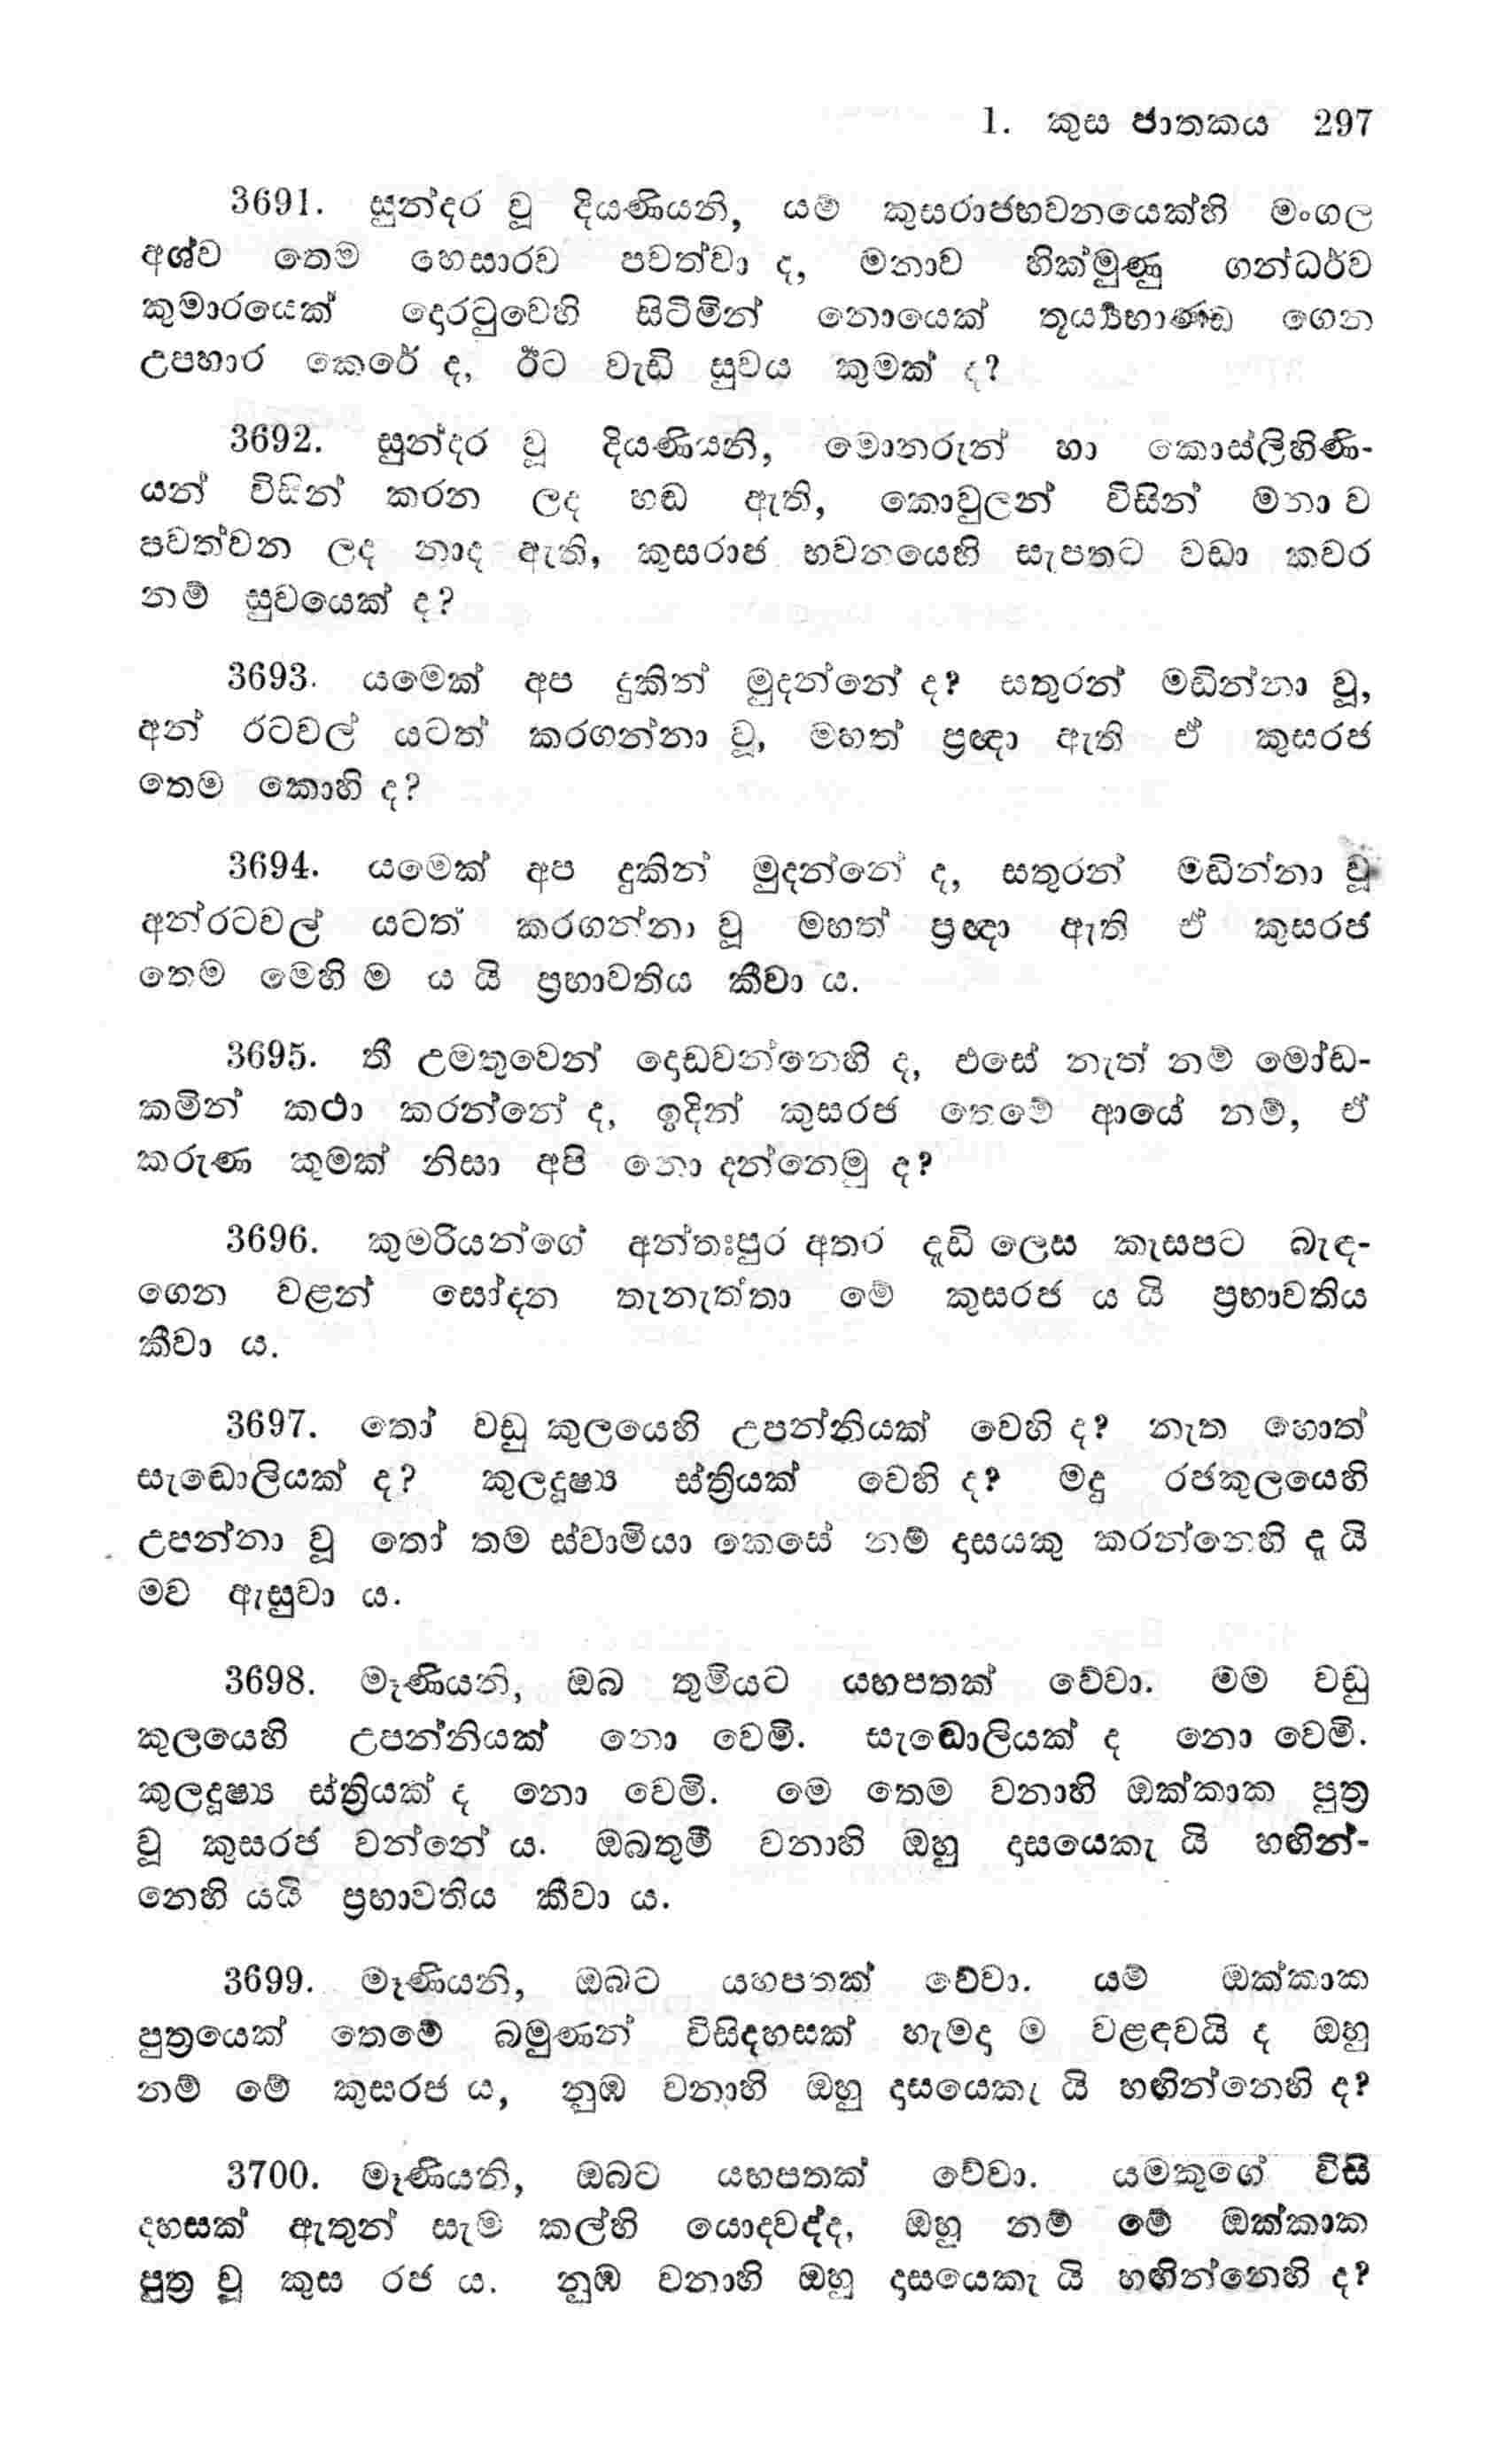 1. කුස ජාතකය 297
3691. සුන්දර වූ දියණියනි, යම් කුසරාජභවනයෙක්හි මංගල
අශ්ව තෙම හෙසාරව පවත්වා ද, මනාව හික්මුණු ගන්ධර්ව
කුමාරයෙක් දොරටුවෙහි සිටිමින් නොයෙක් තූර්‍ය්‍යභාණ්ඩ ගෙන
උපහාර කෙරේ ද, ඊට වැඩි සුවය කුමක් ද?
3692. සුන්දර වූ දියණියනි, මොනරුන් හා කොස්ලිහිණි-
යන් විසින් කරන ලද හඬ ඇති, කොවුලන් විසින් මනා ව
පවත්වන ලද නාද ඇති, කුසරාජ භවනයෙහි සැපතට වඩා කවර
නම් සුවයෙක් ද?
3693. යමෙක් අප දුකින් මුදන්නේ ද? සතුරන් මඩින්නා වූ,
අන් රටවල් යටත් කරගන්නා වූ, මහත් ප්‍රඥා ඇති ඒ කුසරජ
තෙම කොහි ද?
3694. යමෙක් අප දුකින් මුදන්නේ ද, සතුරන් මඩින්නා වූ
අන්රටවල් යටත් කරගන්නා වූ මහත් ප්‍රඥා ඇති ඒ කුසරජ
තෙම මෙහි ම ය යි ප්‍රභාවතිය කීවා ය.
3695. තී උමතුවෙන් දොඩවන්නෙහි ද, එසේ නැත් නම් මෝඩ-
කමින් කථා කරන්නේ ද, ඉදින් කුසරජ තෙමේ ආයේ නම්, ඒ
කරුණ කුමක් නිසා අපි නො දන්නෙමු ද?
3696. කුමරියන්ගේ අන්තඃපුර අතර දැඩි ලෙස කැසපට බැඳ-
ගෙන වළන් සෝදන තැනැත්තා මේ කුසරජ ය යි ප්‍රභාවතිය
කීවා ය.
3697. තෝ වඩු කුලයෙහි උපන්නියක් වෙහි ද? නැත හොත්
සැඬොලියක් ද? කුලදූෂ්‍ය ස්ත්‍රියක් වෙහි ද? මදු රජකුලයෙහි
උපන්නා වූ තෝ තම ස්වාමියා කෙසේ නම් දාසයකු කරන්නෙහි දැ යි
මව ඇසුවා ය.
3698. මෑණියනි, ඔබ තුමියට යහපතක් වේවා. මම වඩු
කුලයෙහි උපන්නියක් නො වෙමි. සැඬොලියක් ද නො වෙමි.
කුලදූෂ්‍ය ස්ත්‍රියක් ද නො වෙමි. මෙ තෙම වනාහි ඔක්කාක පුත්‍ර
වූ කුසරජ වන්නේ ය. ඔබතුමී වනාහි ඔහු දාසයෙකැ යි හඟින්-
නෙහි යයි ප්‍රභාවතිය කීවා ය.
3699. මෑණියනි, ඔබට යහපතක් වේවා. යම් ඔක්කාක
පුත්‍රයෙක් තෙමේ බමුණන් විසිදහසක් හැමදා ම වළඳවයි ද ඔහු
නම් මේ කුසරජ ය, නුඹ වනාහි ඔහු දාසයෙකැ යි හඟින්නෙහි ද?
3700. මෑණියනි, ඔබට යහපතක් වේවා. යමකුගේ විසි
දහසක් ඇතුන් සැම කල්හි යොදවද්ද, ඔහු නම් මේ ඔක්කාක
පුත්‍ර වූ කුස රජ ය. නුඹ වනාහි ඔහු දාසයෙකැ යි හඟින්නෙහි ද?